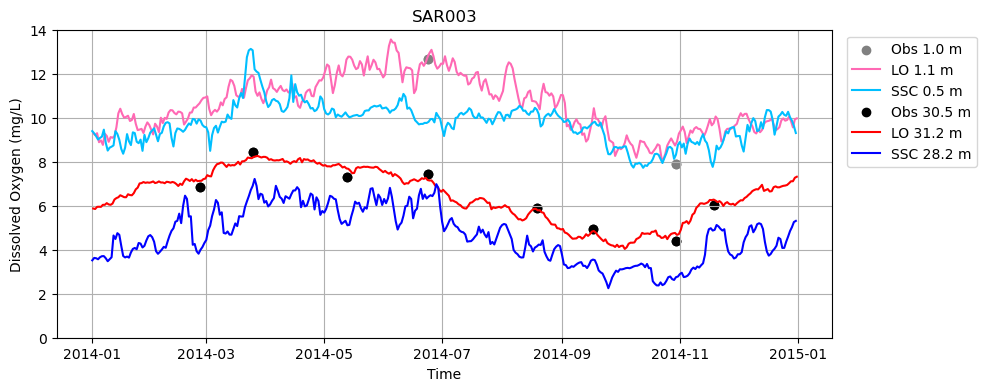 SAR003
Dissolved Oxygen (mg/L)
14
12
10
8
6
4
2
0
2014-01
2014-03
2014-05
2014-07
2014-09
2014-11
2015-01
Time
Obs 1.0 m
LO 1.1 m
SSC 0.5 m
Obs 30.5 m
LO 31.2 m
SSC 28.2 m